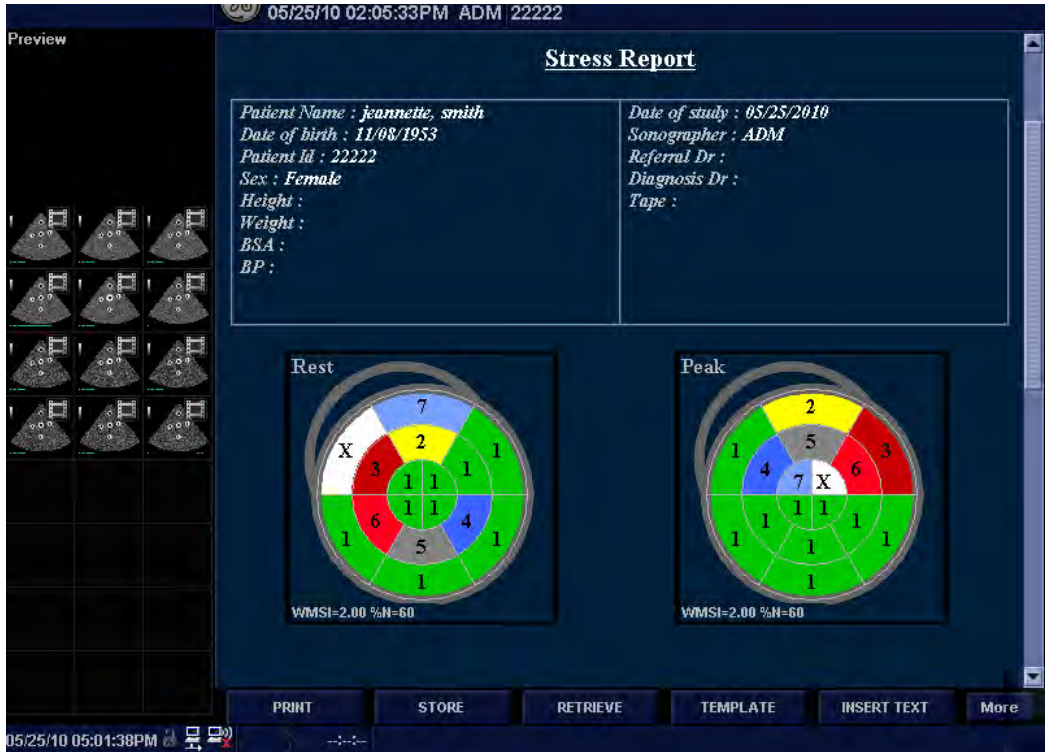 05/25/10 02:05:33PM ADM 22222
Preview
Stress Report
Patient Name : jeannette, smith
Date of birth : 11/08/1953
Patient Id : 22222
Sex : Female
Height :
Weight :
BSA :
BP :
Date of study : 05/25/2010
Sonographer : ADM
Referral Dr :
Diagnosis Dr :
Tape :
Rest
7
X 2 1
3 1
1 1
1 1
6 4
1 5 1
1
WMSI=2.00 %N=60
Peak
2
1 5 3
4 6
7 X
1 1
1 1
1 1 1
1
WMSI=2.00 %N=60
PRINT STORE RETRIEVE TEMPLATE INSERT TEXT More
05/25/10 05:01:38PM --:--:--